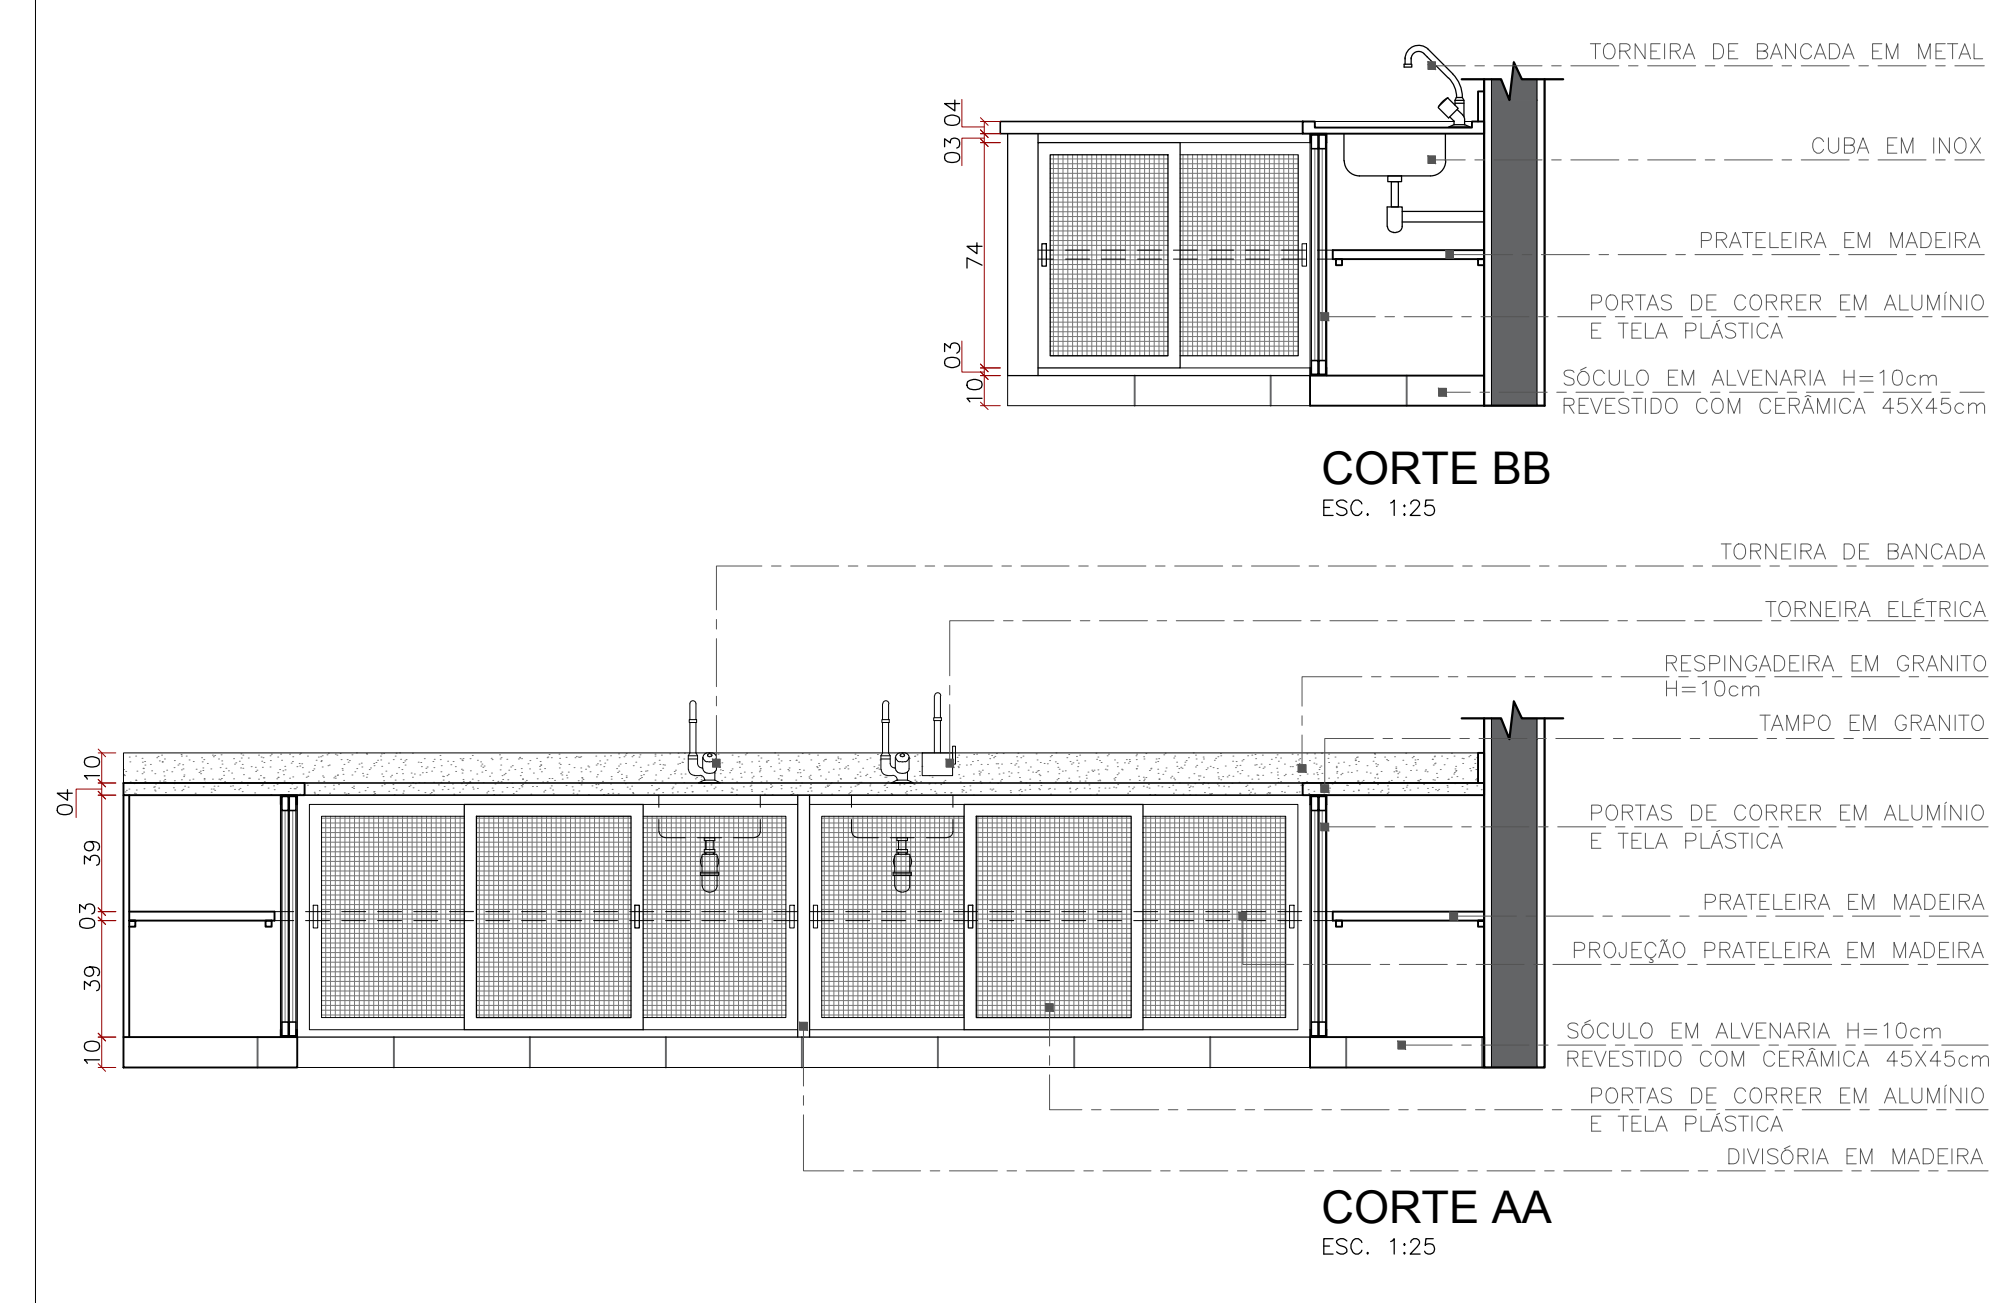 TORNEIRA DE BANCADA EM METAL
04
03
CUBA EM INOX
74
PRATELEIRA EM MADEIRA
PORTAS DE CORRER EM ALUMÍNIO
E TELA PLÁSTICA
03
10
SÓCULO EM ALVENARIA H=10cm
REVESTIDO COM CERÂMICA 45X45cm
CORTE BB
ESC. 1:25
TORNEIRA DE BANCADA
TORNEIRA ELÉTRICA
RESPINGADEIRA EM GRANITO
H=10cm
TAMPO EM GRANITO
10
04
39
03
39
10
PORTAS DE CORRER EM ALUMÍNIO
E TELA PLÁSTICA
PRATELEIRA EM MADEIRA
PROJEÇÃO PRATELEIRA EM MADEIRA
SÓCULO EM ALVENARIA H=10cm
REVESTIDO COM CERÂMICA 45X45cm
PORTAS DE CORRER EM ALUMÍNIO
E TELA PLÁSTICA
DIVISÓRIA EM MADEIRA
CORTE AA
ESC. 1:25